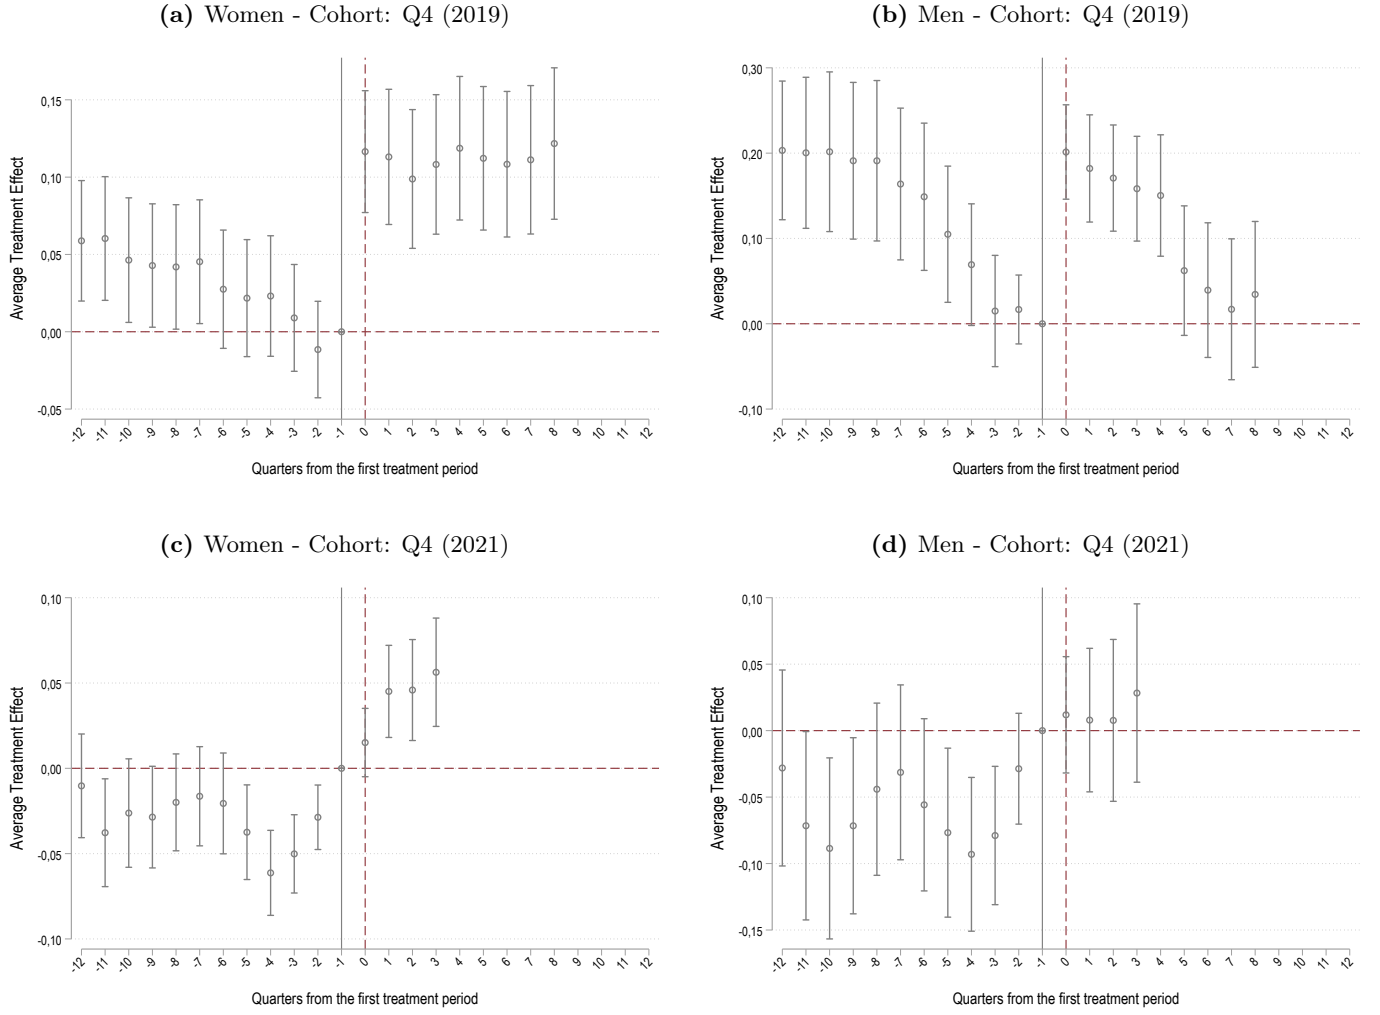 (a) Women - Cohort: Q4 (2019)
0,15
0,10
0,05
0,00
-0,05
Average Treatment Effect
-12 -11 -10 -9 -8 -7 -6 -5 -4 -3 -2 -1 0 1 2 3 4 5 6 7 8 9 10 11 12
Quarters from the first treatment period
(b) Men - Cohort: Q4 (2019)
0,30
0,20
0,10
0,00
-0,10
Average Treatment Effect
-12 -11 -10 -9 -8 -7 -6 -5 -4 -3 -2 -1 0 1 2 3 4 5 6 7 8 9 10 11 12
Quarters from the first treatment period
(c) Women - Cohort: Q4 (2021)
0,10
0,05
0,00
-0,05
-0,10
Average Treatment Effect
-12 -11 -10 -9 -8 -7 -6 -5 -4 -3 -2 -1 0 1 2 3 4 5 6 7 8 9 10 11 12
Quarters from the first treatment period
(d) Men - Cohort: Q4 (2021)
0,10
0,05
0,00
-0,05
-0,10
-0,15
Average Treatment Effect
-12 -11 -10 -9 -8 -7 -6 -5 -4 -3 -2 -1 0 1 2 3 4 5 6 7 8 9 10 11 12
Quarters from the first treatment period